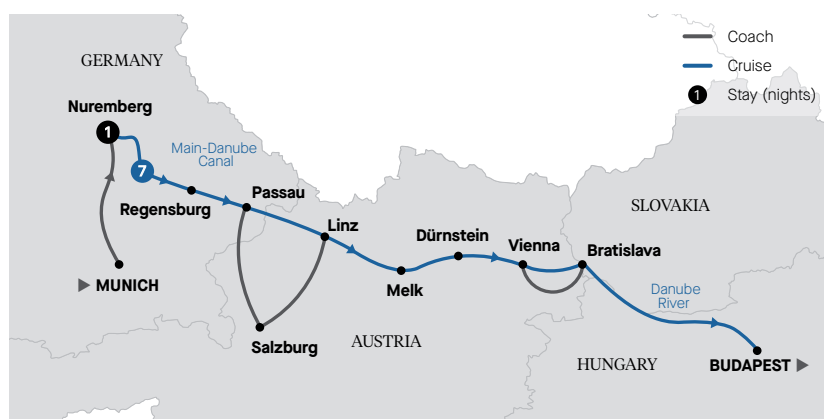 Coach
Cruise
1 Stay (nights)
GERMANY
Nuremberg
1
Main-Danube
Canal
7
Regensburg
Passau
Linz
Dürnstein
Vienna
Bratislava
SLOVAKIA
MUNICH
Melk
Danube
River
Salzburg
AUSTRIA
HUNGARY
BUDAPEST